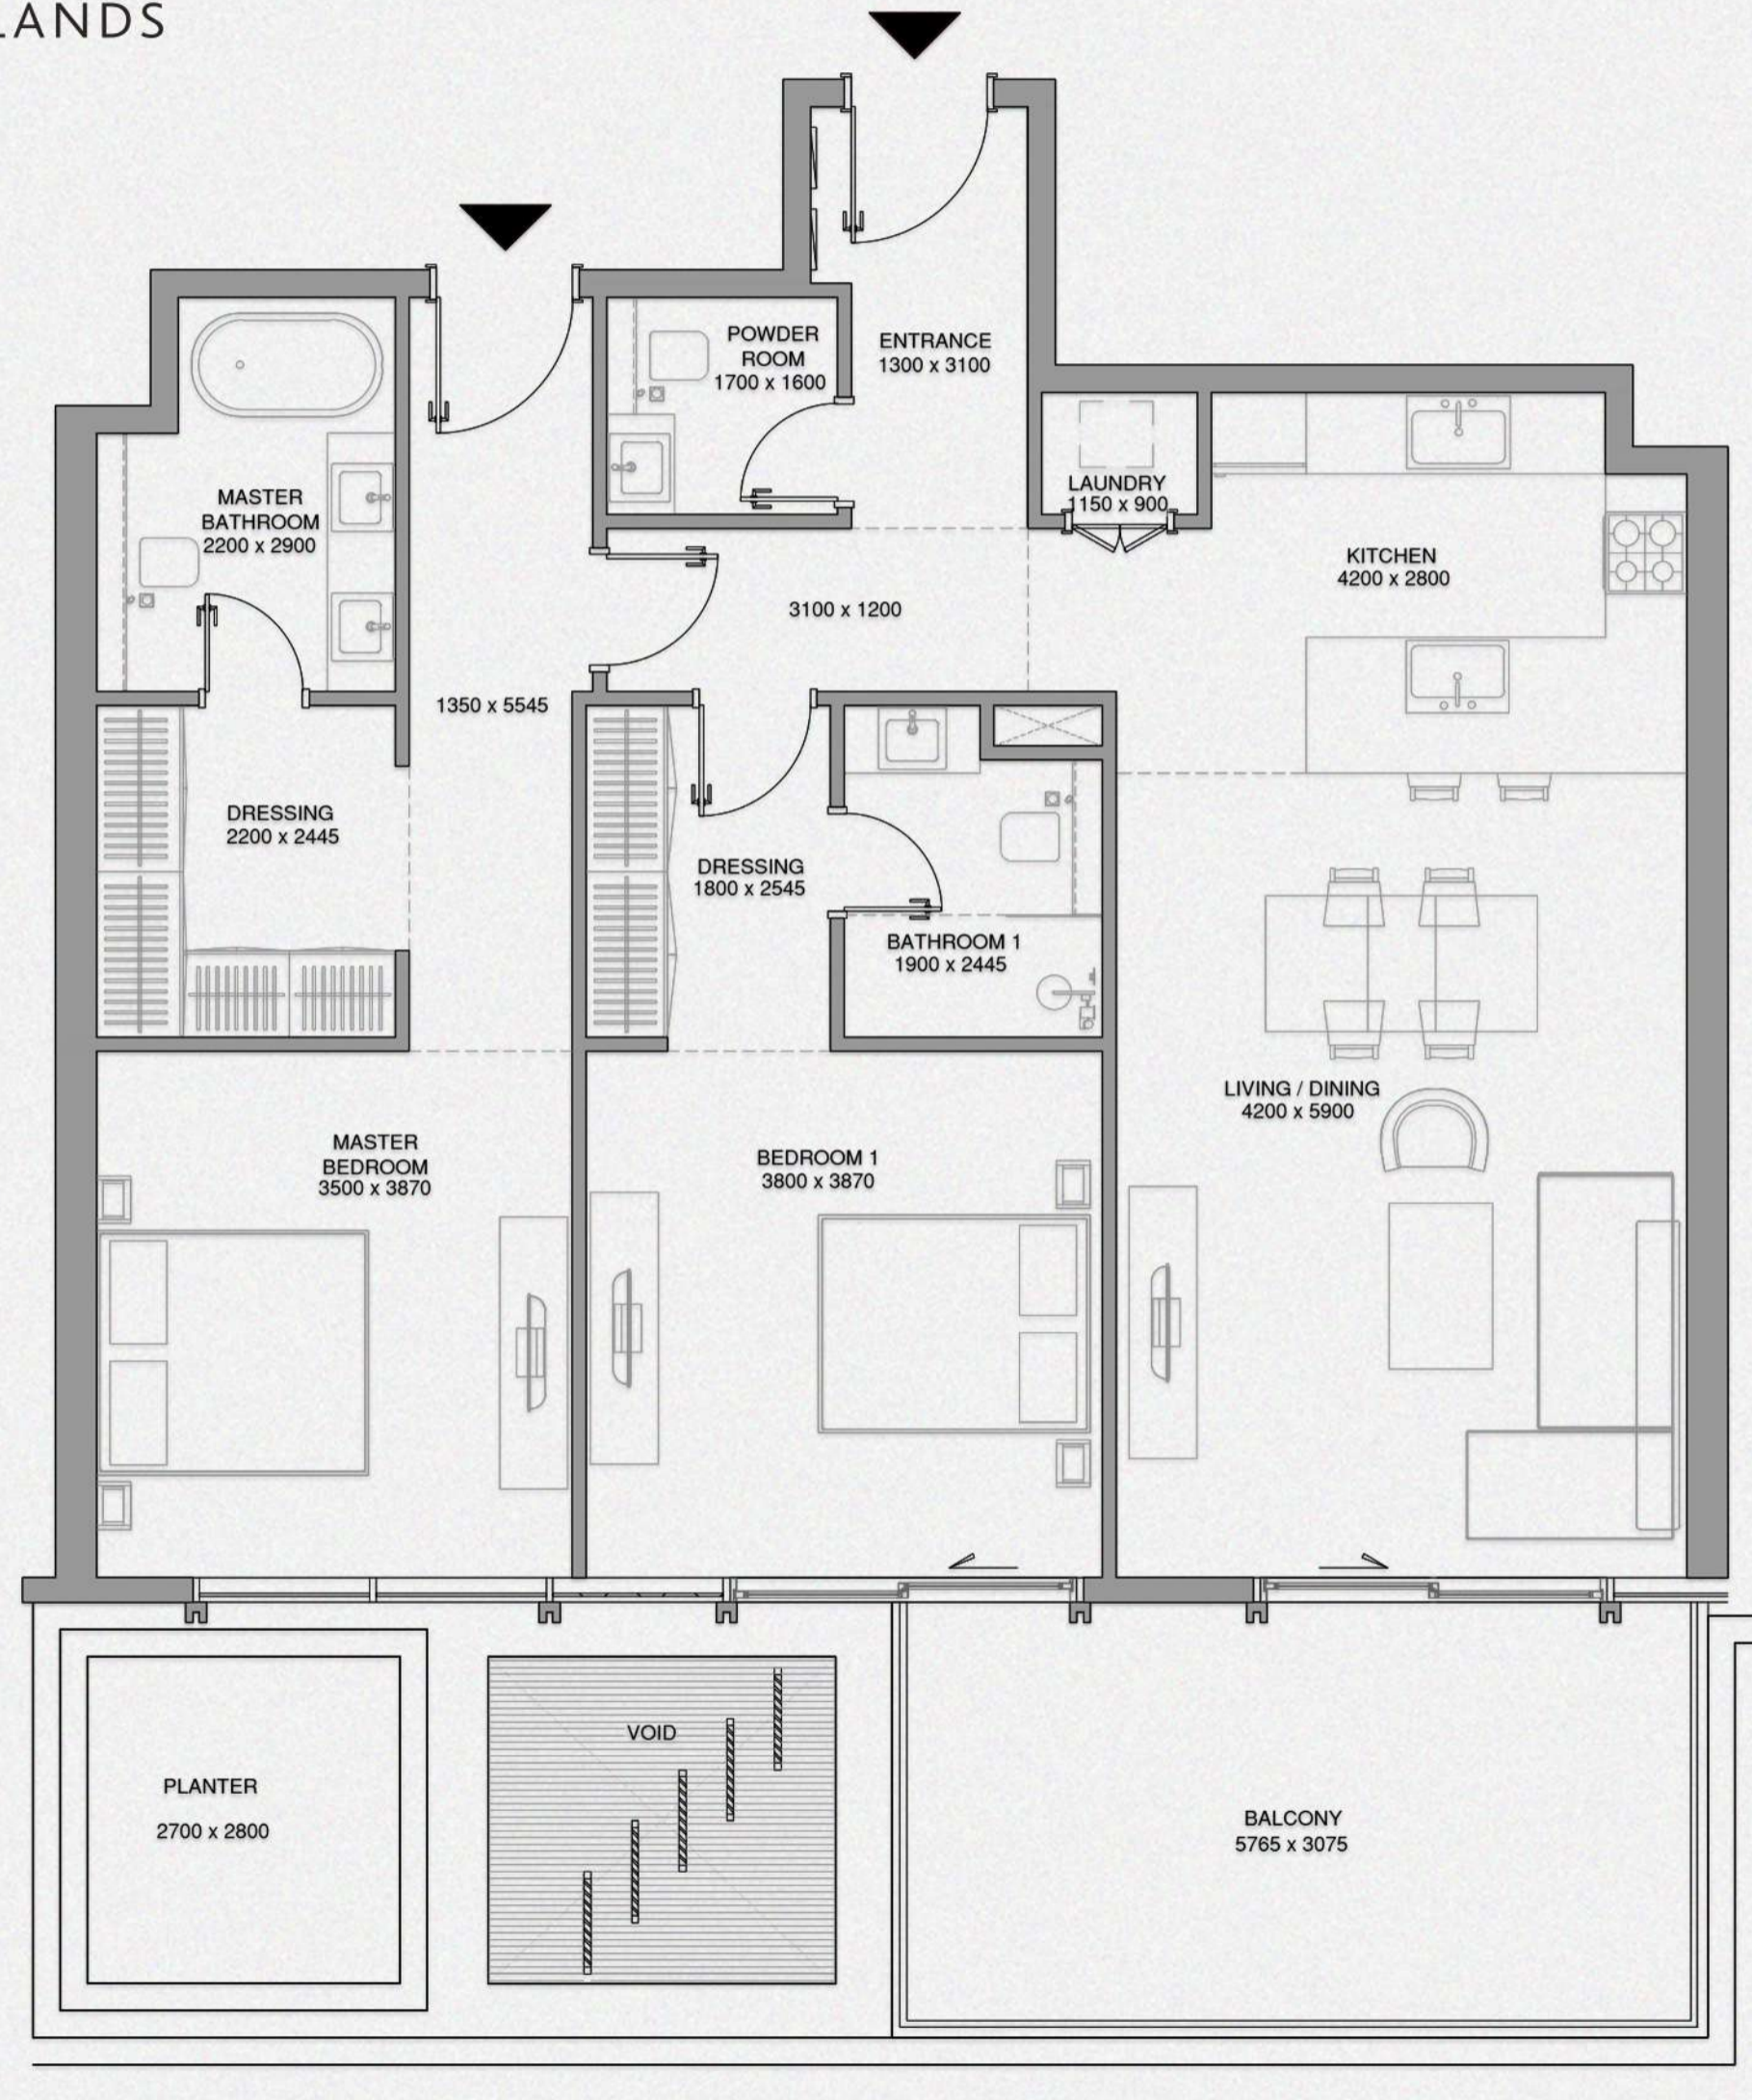 LANDS
POWDER
ROOM
1700 x 1600
ENTRANCE
1300 x 3100
MASTER
BATHROOM
2200 x 2900
LAUNDRY
1150 x 900
KITCHEN
4200 x 2800
3100 x 1200
1350 x 5545
DRESSING
2200 x 2445
DRESSING
1800 x 2545
BATHROOM 1
1900 x 2445
LIVING / DINING
4200 x 5900
MASTER
BEDROOM
3500 x 3870
BEDROOM 1
3800 x 3870
VOID
PLANTER
2700 x 2800
BALCONY
5765 x 3075